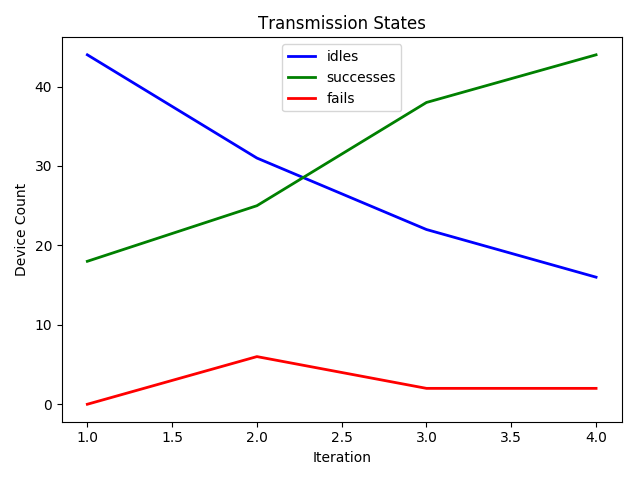 Transmission States
idles
successes
fails
Device Count
40
30
20
10
0
1.0 1.5 2.0 2.5 3.0 3.5 4.0
Iteration